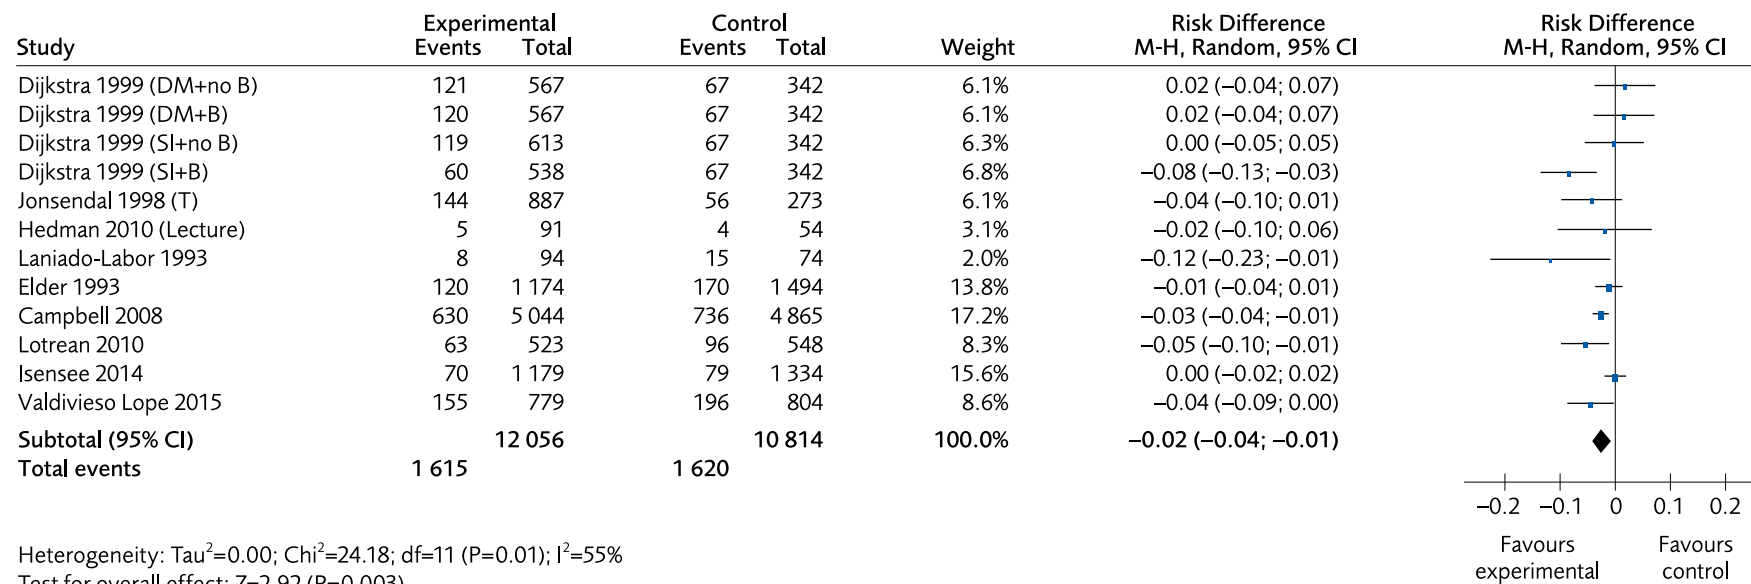 Experimental Control Risk Difference Risk Difference
Study Events Total Events Total Weight M-H, Random, 95% CI M-H, Random, 95% CI
Dijkstra 1999 (DM+no B) 121 567 67 342 6.1% 0.02 (−0.04; 0.07)
Dijkstra 1999 (DM+B) 120 567 67 342 6.1% 0.02 (−0.04; 0.07)
Dijkstra 1999 (SI+no B) 119 613 67 342 6.3% 0.00 (−0.05; 0.05)
Dijkstra 1999 (SI+B) 60 538 67 342 6.8% −0.08 (−0.13; −0.03)
Jonsendal 1998 (T) 144 887 56 273 6.1% −0.04 (−0.10; 0.01)
Hedman 2010 (Lecture) 5 91 4 54 3.1% −0.02 (−0.10; 0.06)
Laniado-Labor 1993 8 94 15 74 2.0% −0.12 (−0.23; −0.01)
Elder 1993 120 1 174 170 1 494 13.8% −0.01 (−0.04; 0.01)
Campbell 2008 630 5 044 736 4 865 17.2% −0.03 (−0.04; −0.01)
Lotrean 2010 63 523 96 548 8.3% −0.05 (−0.10; −0.01)
Isensee 2014 70 1 179 79 1 334 15.6% 0.00 (−0.02; 0.02)
Valdivieso Lope 2015 155 779 196 804 8.6% −0.04 (−0.09; 0.00)
Subtotal (95% CI) 12 056 10 814 100.0% −0.02 (−0.04; −0.01)
Total events 1 615 1 620
−0.2 −0.1 0 0.1 0.2
Favours experimental Favours control
Heterogeneity: Tau²=0.00; Chi²=24.18; df=11 (P=0.01); I²=55%
Test for overall effect: Z=2.92 (P=0.003)